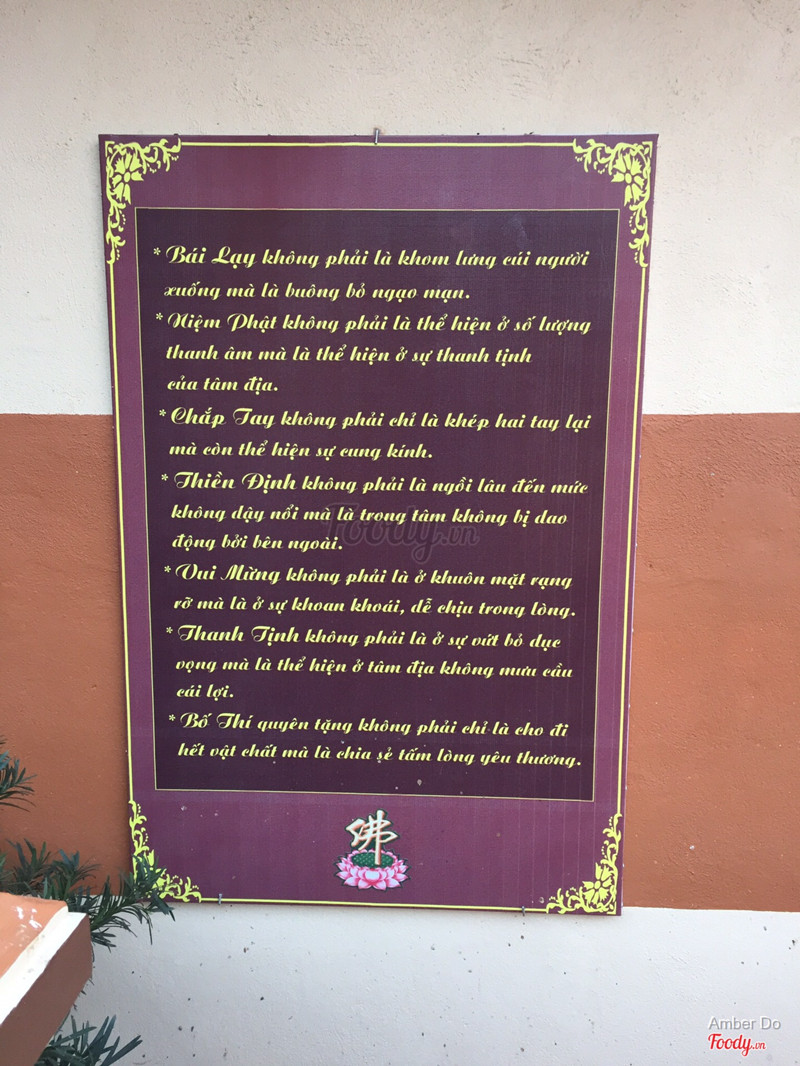 * Bái Lạy không phải là khom lưng cúi người
xuống mà là buông bỏ ngạo mạn.
* Niệm Phật không phải là thể hiện ở số lượng
thanh âm mà là thể hiện ở sự thanh tịnh
của tâm địa.
* Chắp Tay không phải chỉ là khép hai tay lại
mà còn thể hiện sự cung kính.
* Thiền Định không phải là ngồi lâu đến mức
không dậy nổi mà là trong tâm không bị dao
động bởi bên ngoài.
* Vui Mừng không phải là ở khuôn mặt rạng
rỡ mà là ở sự khoan khoái, dễ chịu trong lòng.
* Thanh Tịnh không phải là ở sự vứt bỏ dục
vọng mà là thể hiện ở tâm địa không mưu cầu
cái lợi.
* Bố Thí quyên tặng không phải chỉ là cho đi
hết vật chất mà là chia sẻ tấm lòng yêu thương.
佛
Foody.vn
Amber Do
Foody.vn